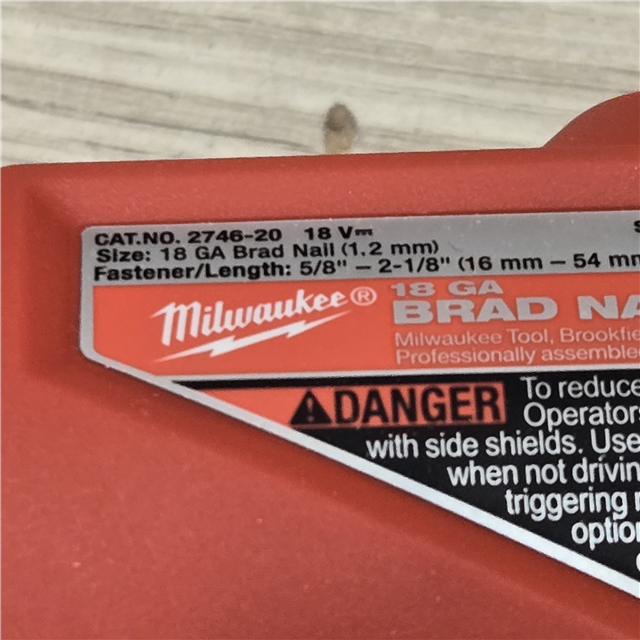 CAT.NO. 2746-20 18 V⎓
Size: 18 GA Brad Nail (1.2 mm)
Fastener/Length: 5/8" – 2-1/8" (16 mm – 54 mm
Milwaukee®
18 GA
BRAD NA
Milwaukee Tool, Brookfie
Professionally assemble
⚠DANGER
To reduce
Operator
with side shields. Use
when not drivin
triggering
option